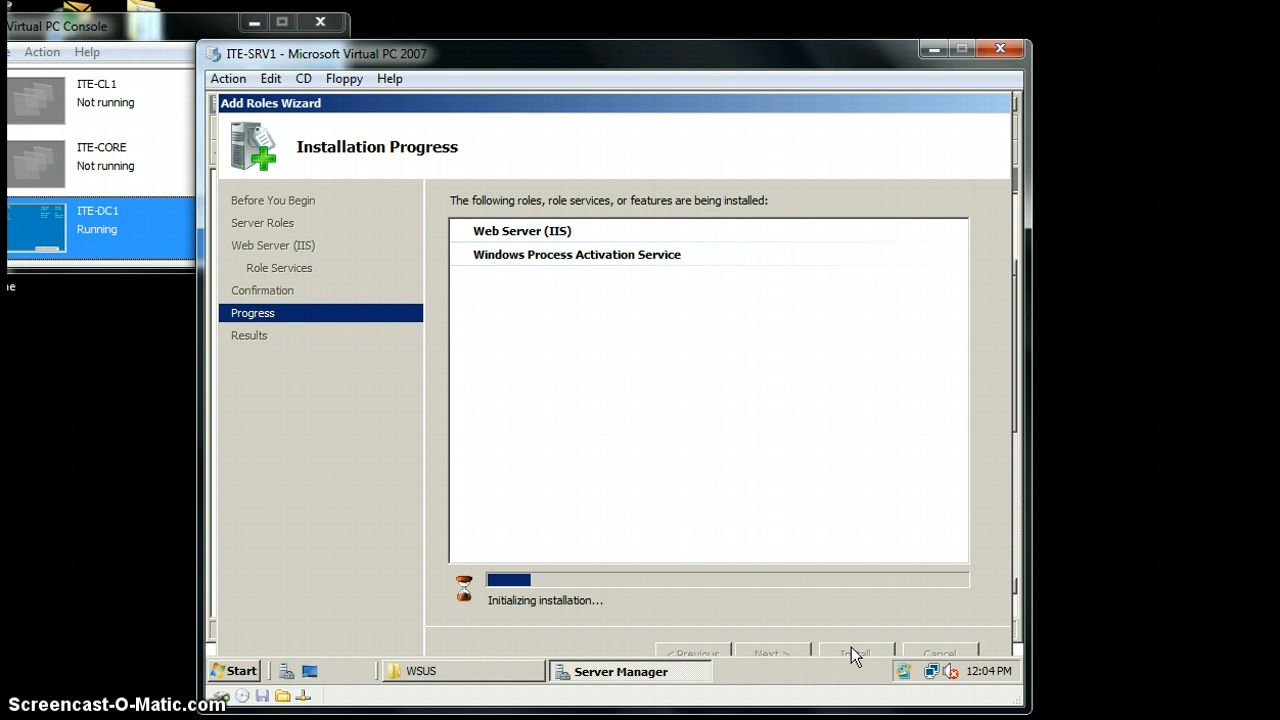 Virtual PC Console
Action Help
ITE-CL1
Not running
ITE-CORE
Not running
ITE-DC1
Running
ITE-SRV1 - Microsoft Virtual PC 2007
Action Edit CD Floppy Help
Add Roles Wizard
Installation Progress
Before You Begin
Server Roles
Web Server (IIS)
Role Services
Confirmation
Progress
Results
The following roles, role services, or features are being installed:
Web Server (IIS)
Windows Process Activation Service
Initializing installation...
< Previous Next > Install Cancel
Start WSUS Server Manager 12:04 PM
Screencast-O-Matic.com